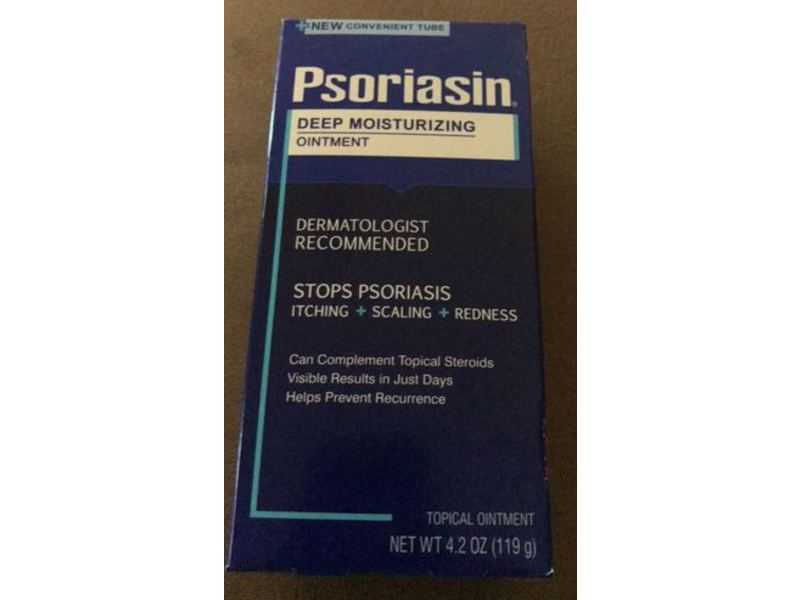 +NEW CONVENIENT TUBE
Psoriasin®
DEEP MOISTURIZING
OINTMENT
DERMATOLOGIST
RECOMMENDED
STOPS PSORIASIS
ITCHING + SCALING + REDNESS
Can Complement Topical Steroids
Visible Results in Just Days
Helps Prevent Recurrence
TOPICAL OINTMENT
NET WT 4.2 OZ (119 g)